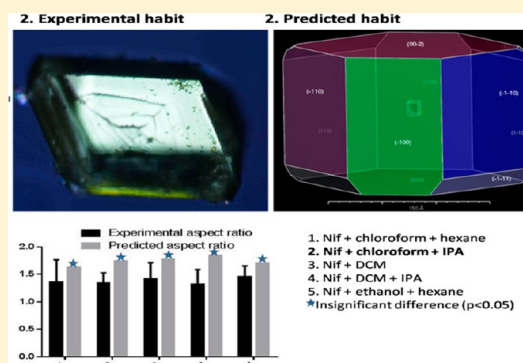 2. Experimental habit
2. Predicted habit
(00-2)
(-110)
(-100)
(-1-10)
(-1-11)
Experimental aspect ratio
Predicted aspect ratio
2.0
1.5
1.0
0.5
0.0
1. Nif + chloroform + hexane
2. Nif + chloroform + IPA
3. Nif + DCM
4. Nif + DCM + IPA
5. Nif + ethanol + hexane
★Insignificant difference (p<0.05)